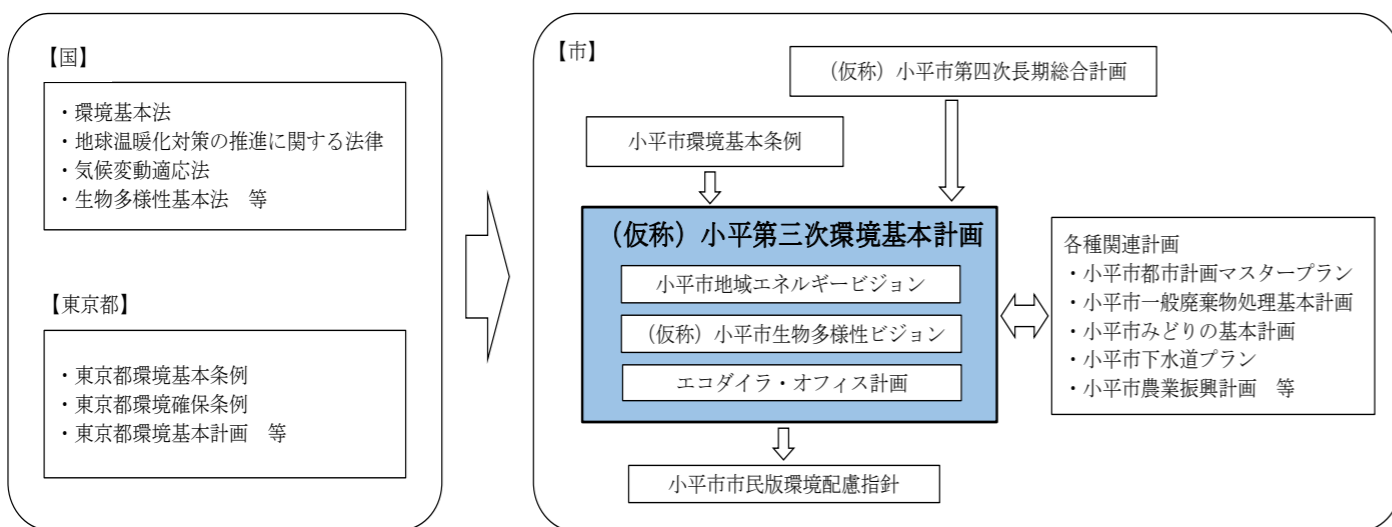 【国】
・環境基本法
・地球温暖化対策の推進に関する法律
・気候変動適応法
・生物多様性基本法　等
【東京都】
・東京都環境基本条例
・東京都環境確保条例
・東京都環境基本計画　等
【市】
（仮称）小平市第四次長期総合計画
小平市環境基本条例
（仮称）小平第三次環境基本計画
小平市地域エネルギービジョン
（仮称）小平市生物多様性ビジョン
エコダイラ・オフィス計画
各種関連計画
・小平市都市計画マスタープラン
・小平市一般廃棄物処理基本計画
・小平市みどりの基本計画
・小平市下水道プラン
・小平市農業振興計画　等
小平市市民版環境配慮指針